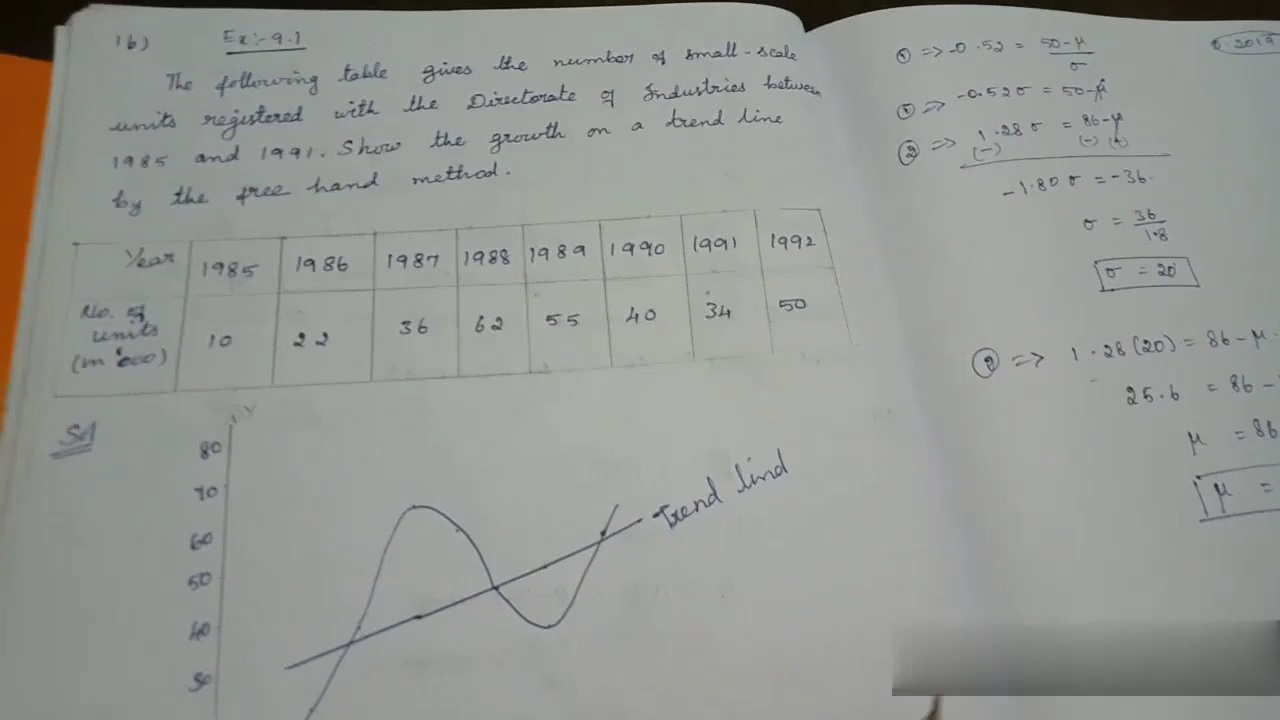 16)
Ex:-9.1
The following table gives the number of small-scale
units registered with the Directorate of Industries between
1985 and 1991. Show the growth on a trend line
by the free hand method.
Year 1985 1986 1987 1988 1989 1990 1991 1992
No. of units (in '000) 10 22 36 62 55 40 34 50
Sol
Y
80
70
60
50
40
30
Trend lind
① => -0.52 = 50-μ / σ
2019
① => -0.52σ = 50-μ
② => 1.28σ = 86-μ
(-) (-) (+)
-1.80 σ = -36.
σ = 36 / 1.8
σ = 20
② => 1.28(20) = 86-μ.
25.6 = 86-
μ = 86
μ =